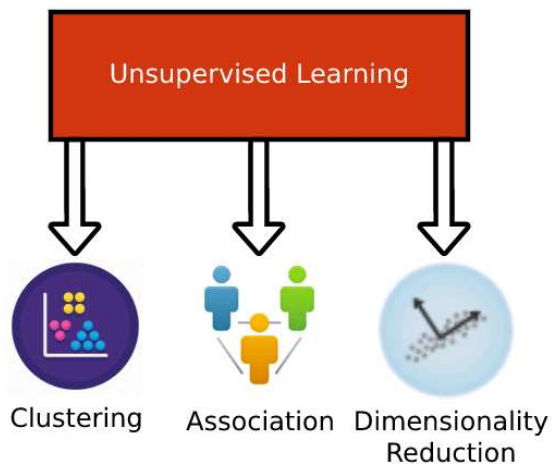 Unsupervised Learning
Clustering
Association
Dimensionality
Reduction